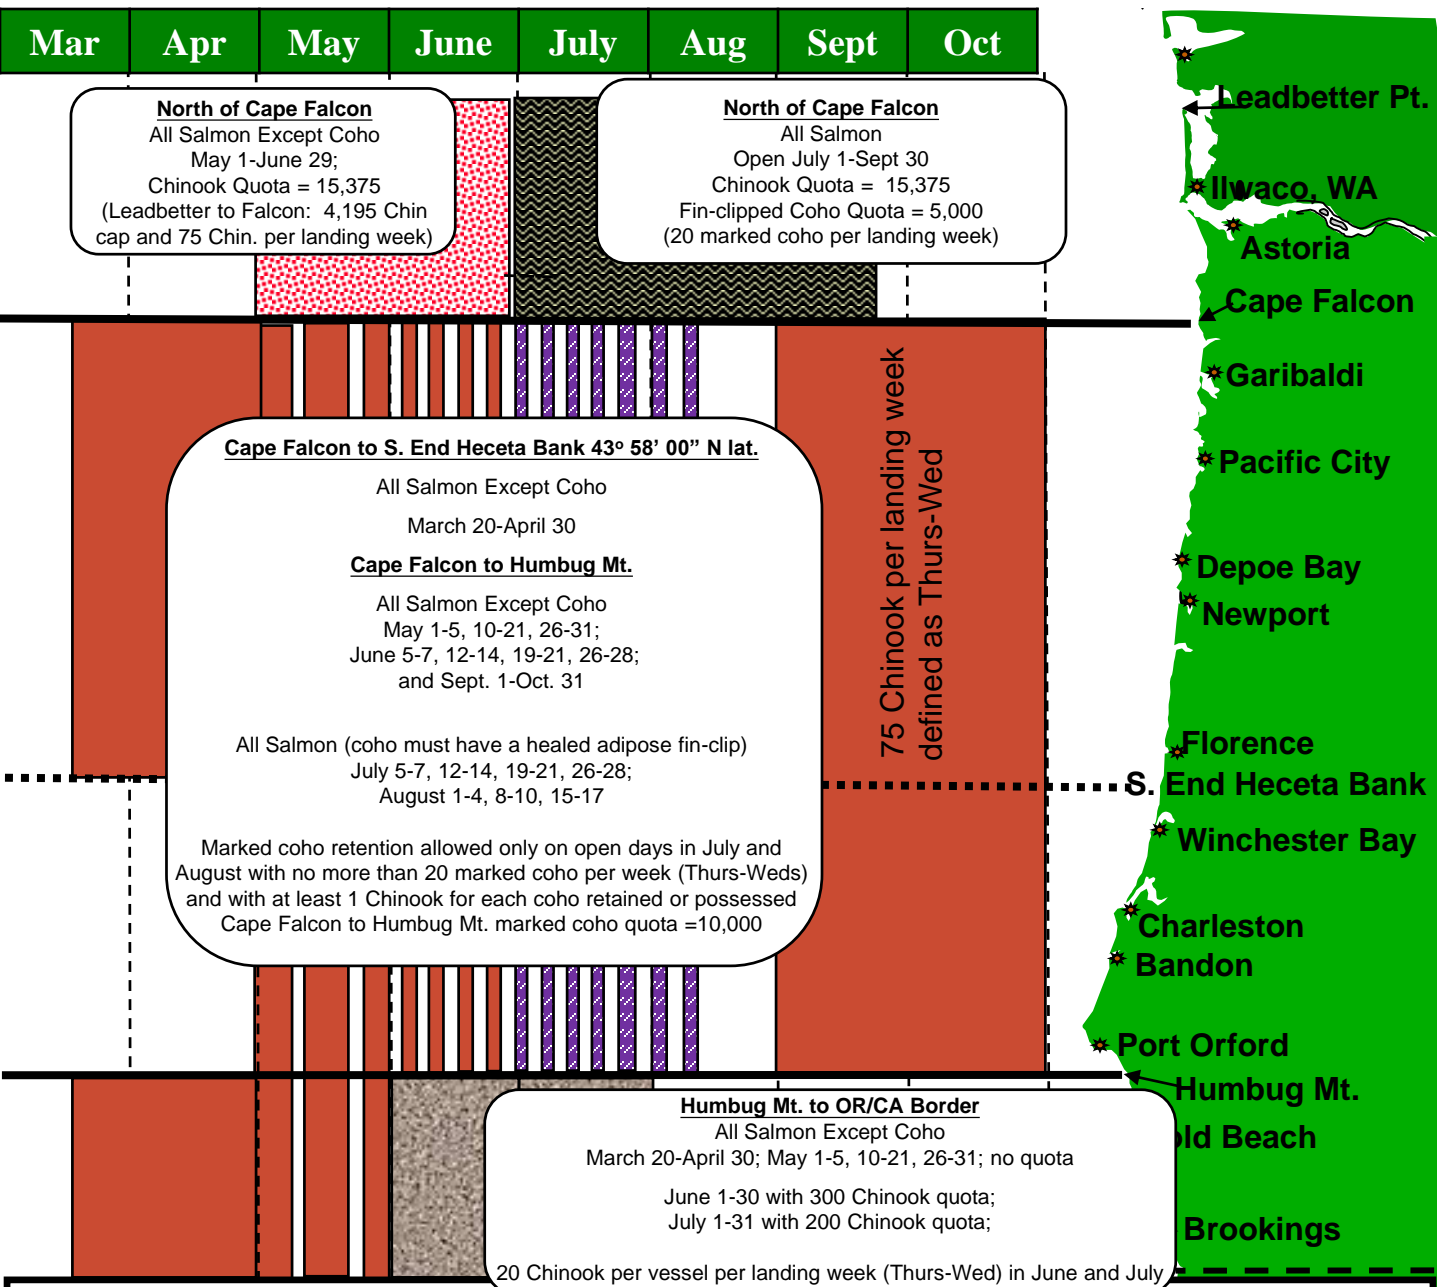 Mar Apr May June July Aug Sept Oct
North of Cape Falcon
All Salmon Except Coho
May 1-June 29;
Chinook Quota = 15,375
(Leadbetter to Falcon: 4,195 Chin
cap and 75 Chin. per landing week)
North of Cape Falcon
All Salmon
Open July 1-Sept 30
Chinook Quota = 15,375
Fin-clipped Coho Quota = 5,000
(20 marked coho per landing week)
Cape Falcon to S. End Heceta Bank 43º 58’ 00” N lat.
All Salmon Except Coho
March 20-April 30
Cape Falcon to Humbug Mt.
All Salmon Except Coho
May 1-5, 10-21, 26-31;
June 5-7, 12-14, 19-21, 26-28;
and Sept. 1-Oct. 31
All Salmon (coho must have a healed adipose fin-clip)
July 5-7, 12-14, 19-21, 26-28;
August 1-4, 8-10, 15-17
Marked coho retention allowed only on open days in July and
August with no more than 20 marked coho per week (Thurs-Weds)
and with at least 1 Chinook for each coho retained or possessed
Cape Falcon to Humbug Mt. marked coho quota =10,000
75 Chinook per landing week
defined as Thurs-Wed
Humbug Mt. to OR/CA Border
All Salmon Except Coho
March 20-April 30; May 1-5, 10-21, 26-31; no quota
June 1-30 with 300 Chinook quota;
July 1-31 with 200 Chinook quota;
20 Chinook per vessel per landing week (Thurs-Wed) in June and July
Leadbetter Pt.
Ilwaco, WA
Astoria
Cape Falcon
Garibaldi
Pacific City
Depoe Bay
Newport
Florence
S. End Heceta Bank
Winchester Bay
Charleston
Bandon
Port Orford
Humbug Mt.
old Beach
Brookings